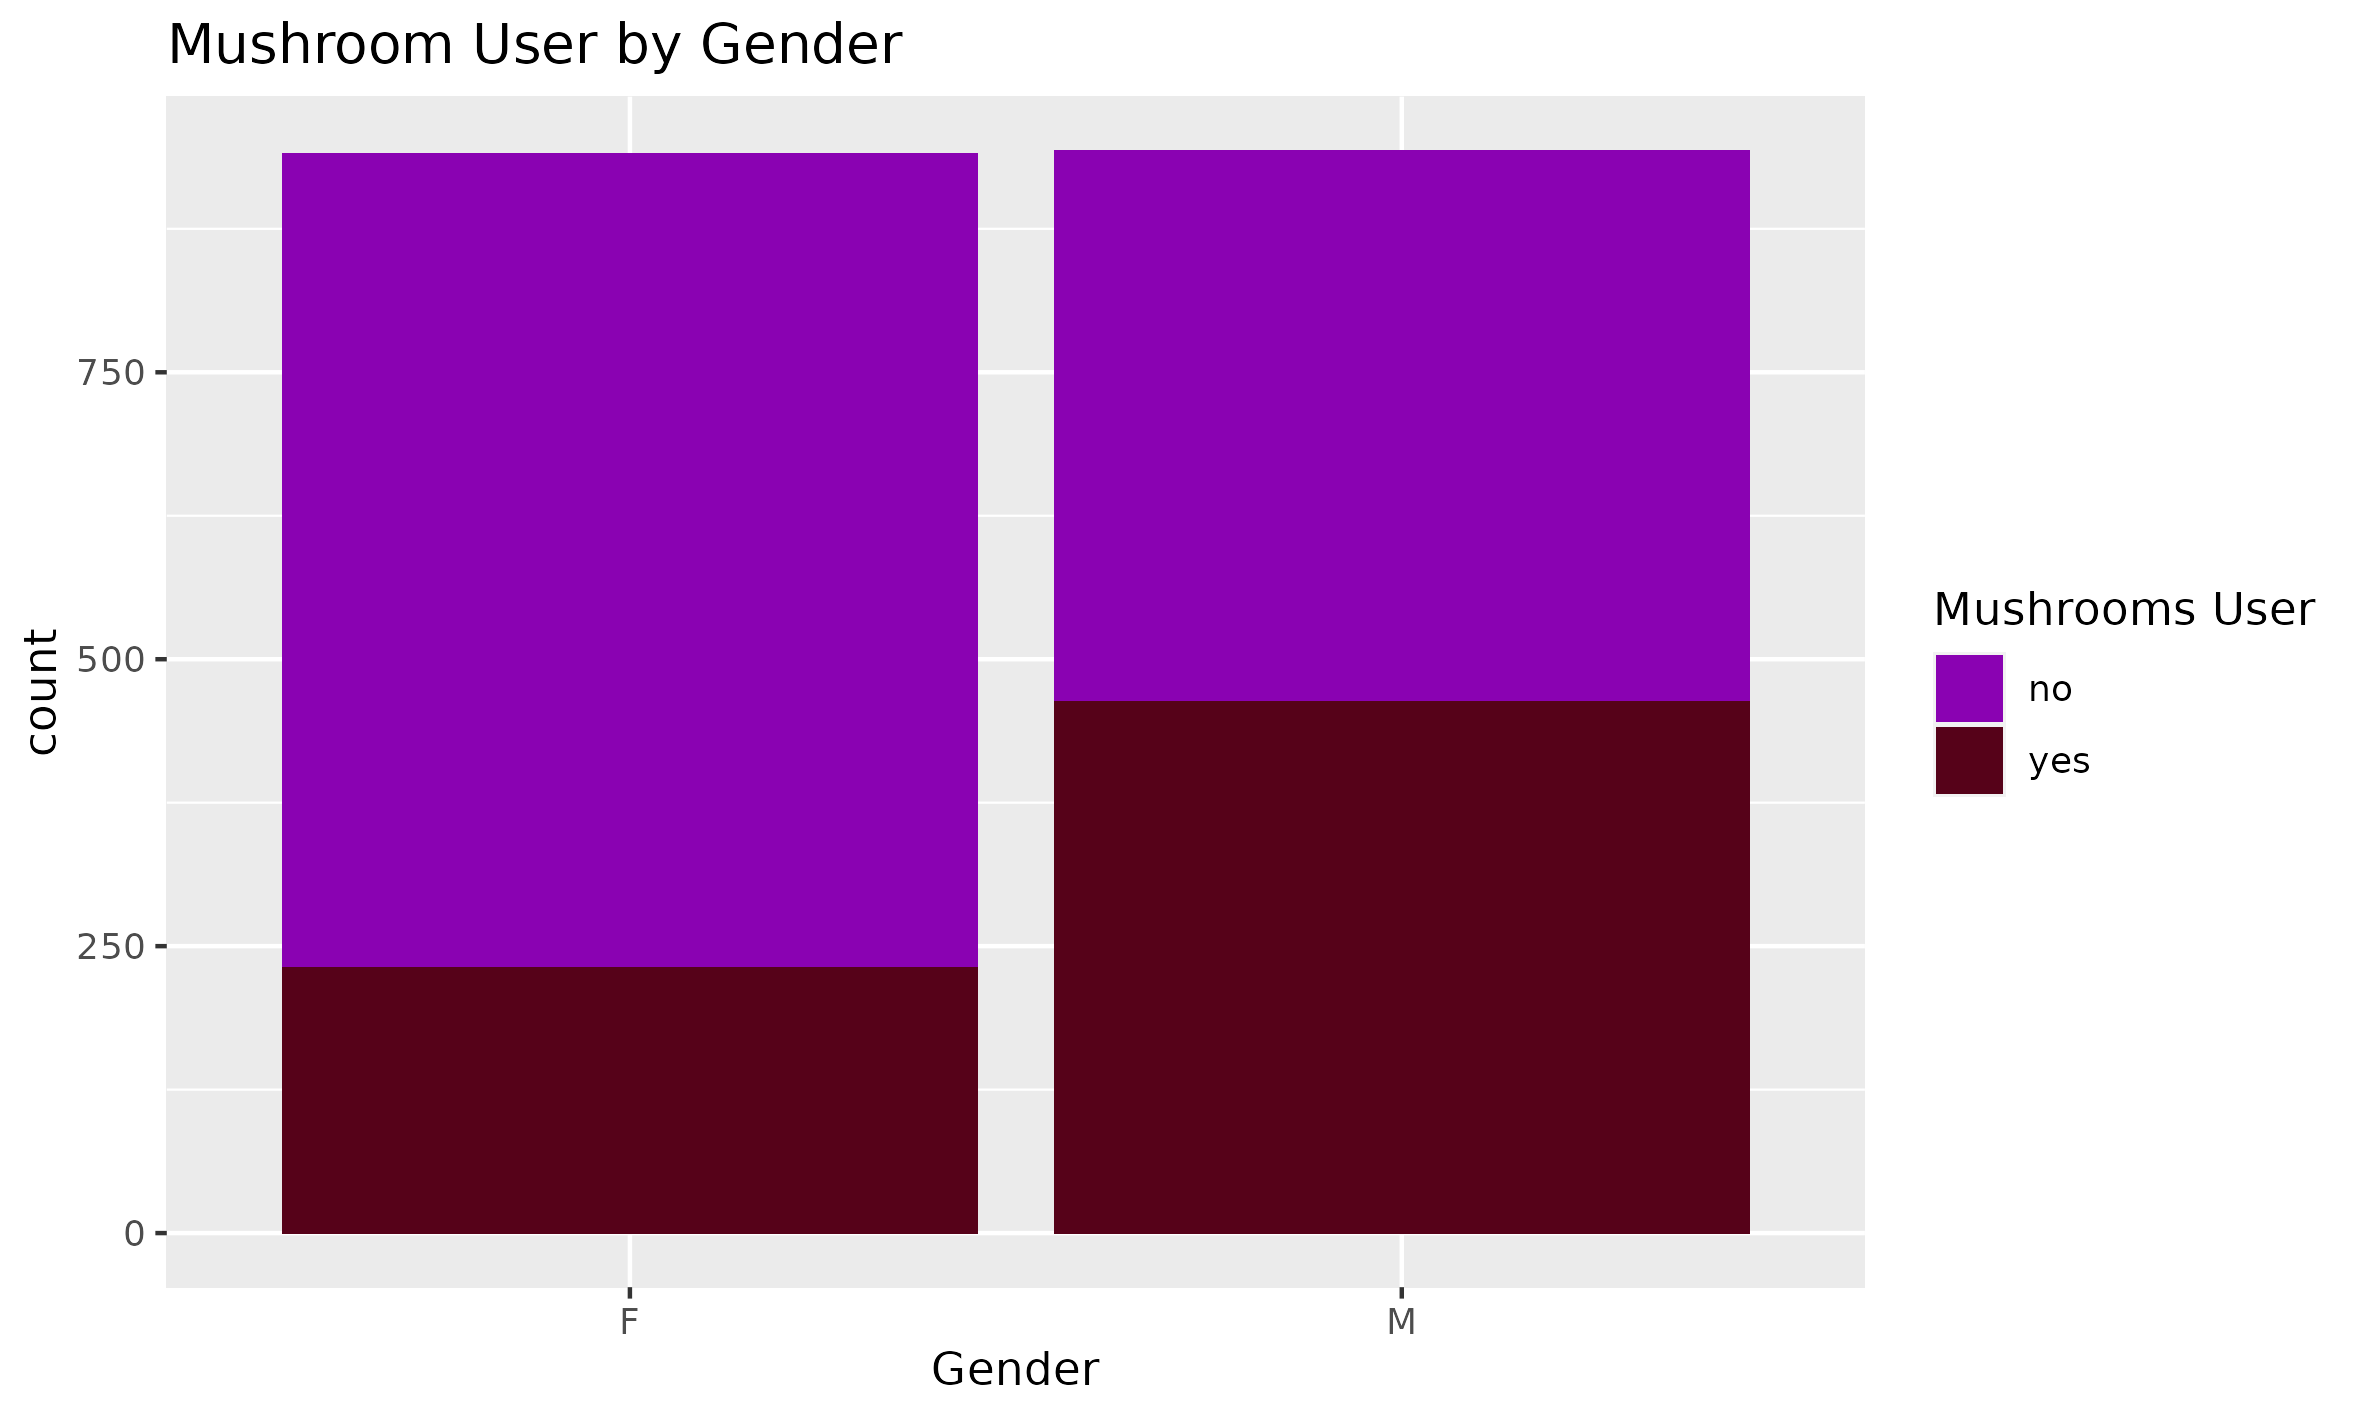 Mushroom User by Gender
count
750
500
250
0
F
M
Gender
Mushrooms User
no
yes